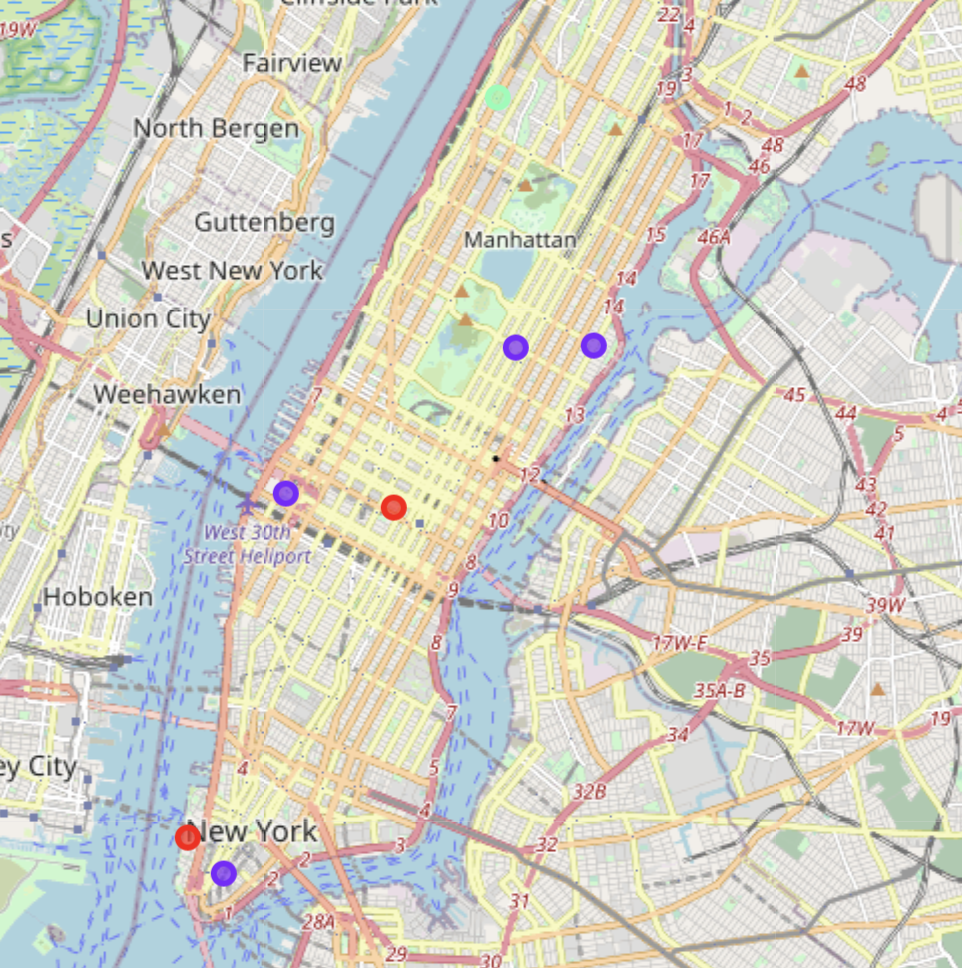 Cliffside Park
22
19W
4
Fairview
3
48
19
1
2
North Bergen
17
48
46
17
Guttenberg
15
46A
s
Manhattan
West New York
14
14
Union City
Weehawken
7
45
13
44
4
5
12
43
42
10
West 30th
Street Heliport
41
ity
8
9
Hoboken
39W
8
39
17W-E
35
35A-B
7
19
17W
34
4
5
ey City
32B
4
New York
3
32
2
2
31
1
28A
29
30